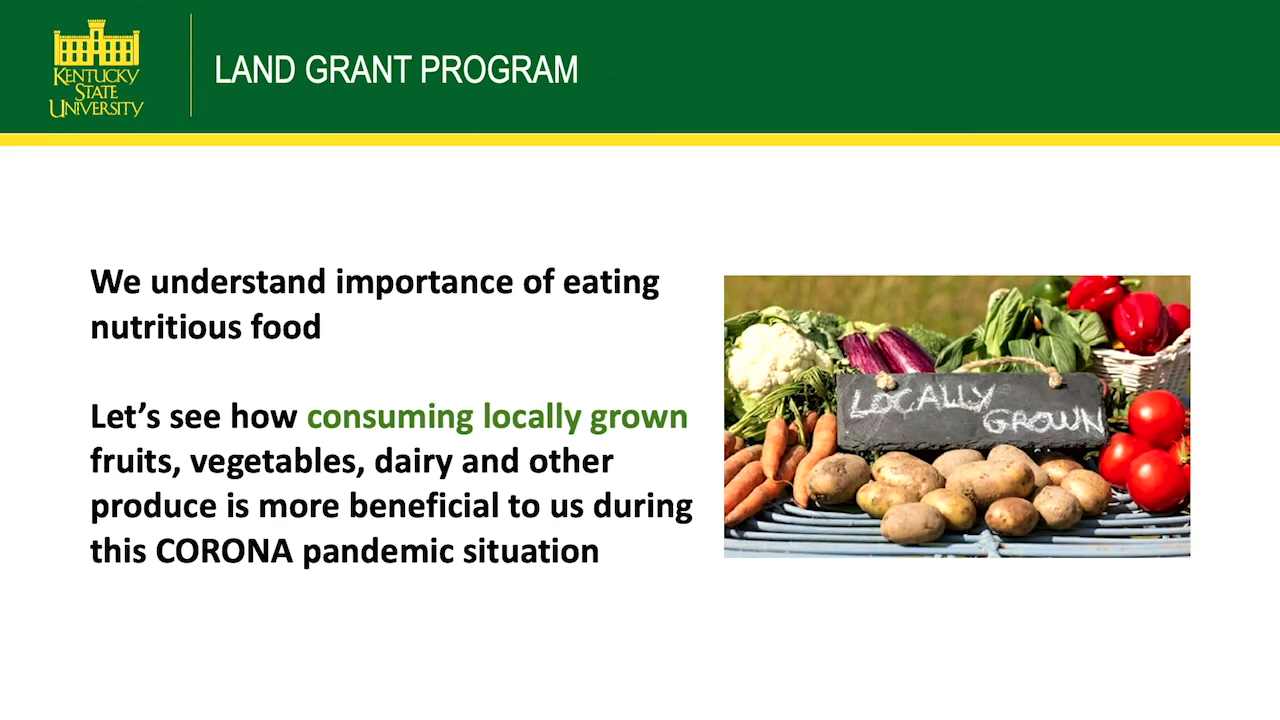 KENTUCKY
STATE
UNIVERSITY
LAND GRANT PROGRAM
We understand importance of eating
nutritious food
Let’s see how consuming locally grown
fruits, vegetables, dairy and other
produce is more beneficial to us during
this CORONA pandemic situation
LOCALLY
GROWN